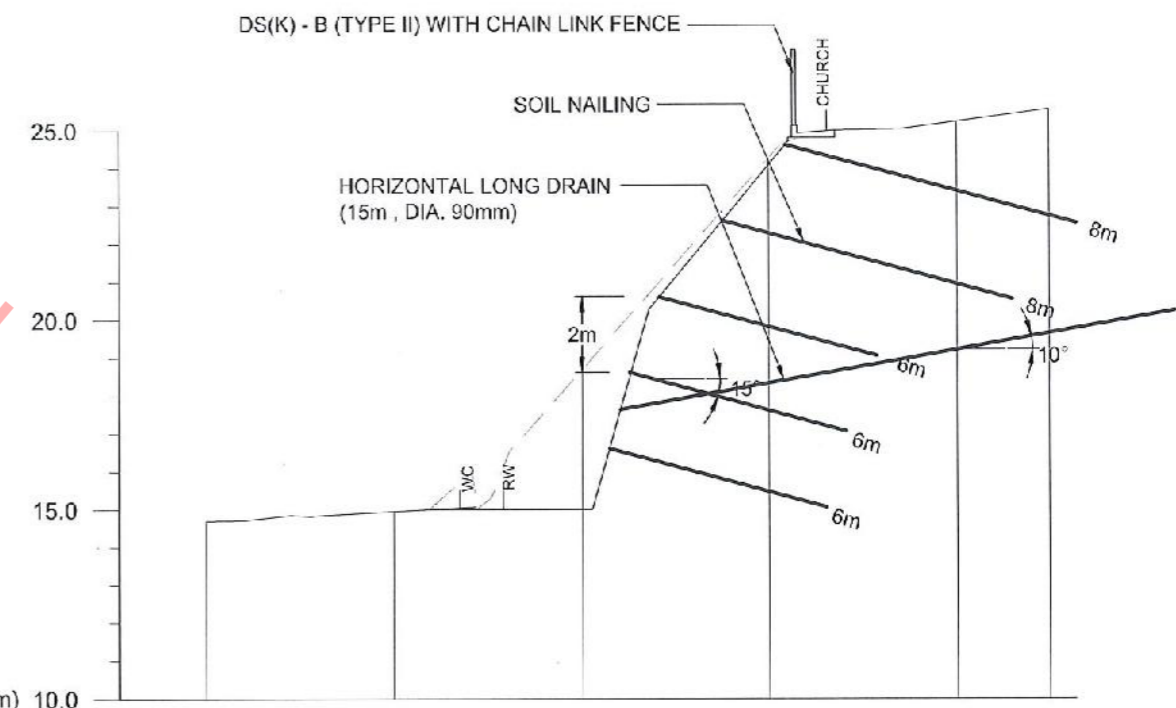 DS(K) - B (TYPE II) WITH CHAIN LINK FENCE
CHURCH
SOIL NAILING
25.0
HORIZONTAL LONG DRAIN
(15m , DIA. 90mm)
8m
8m
20.0
2m
6m
10°
15°
6m
WC
RW
15.0
6m
m) 10.0